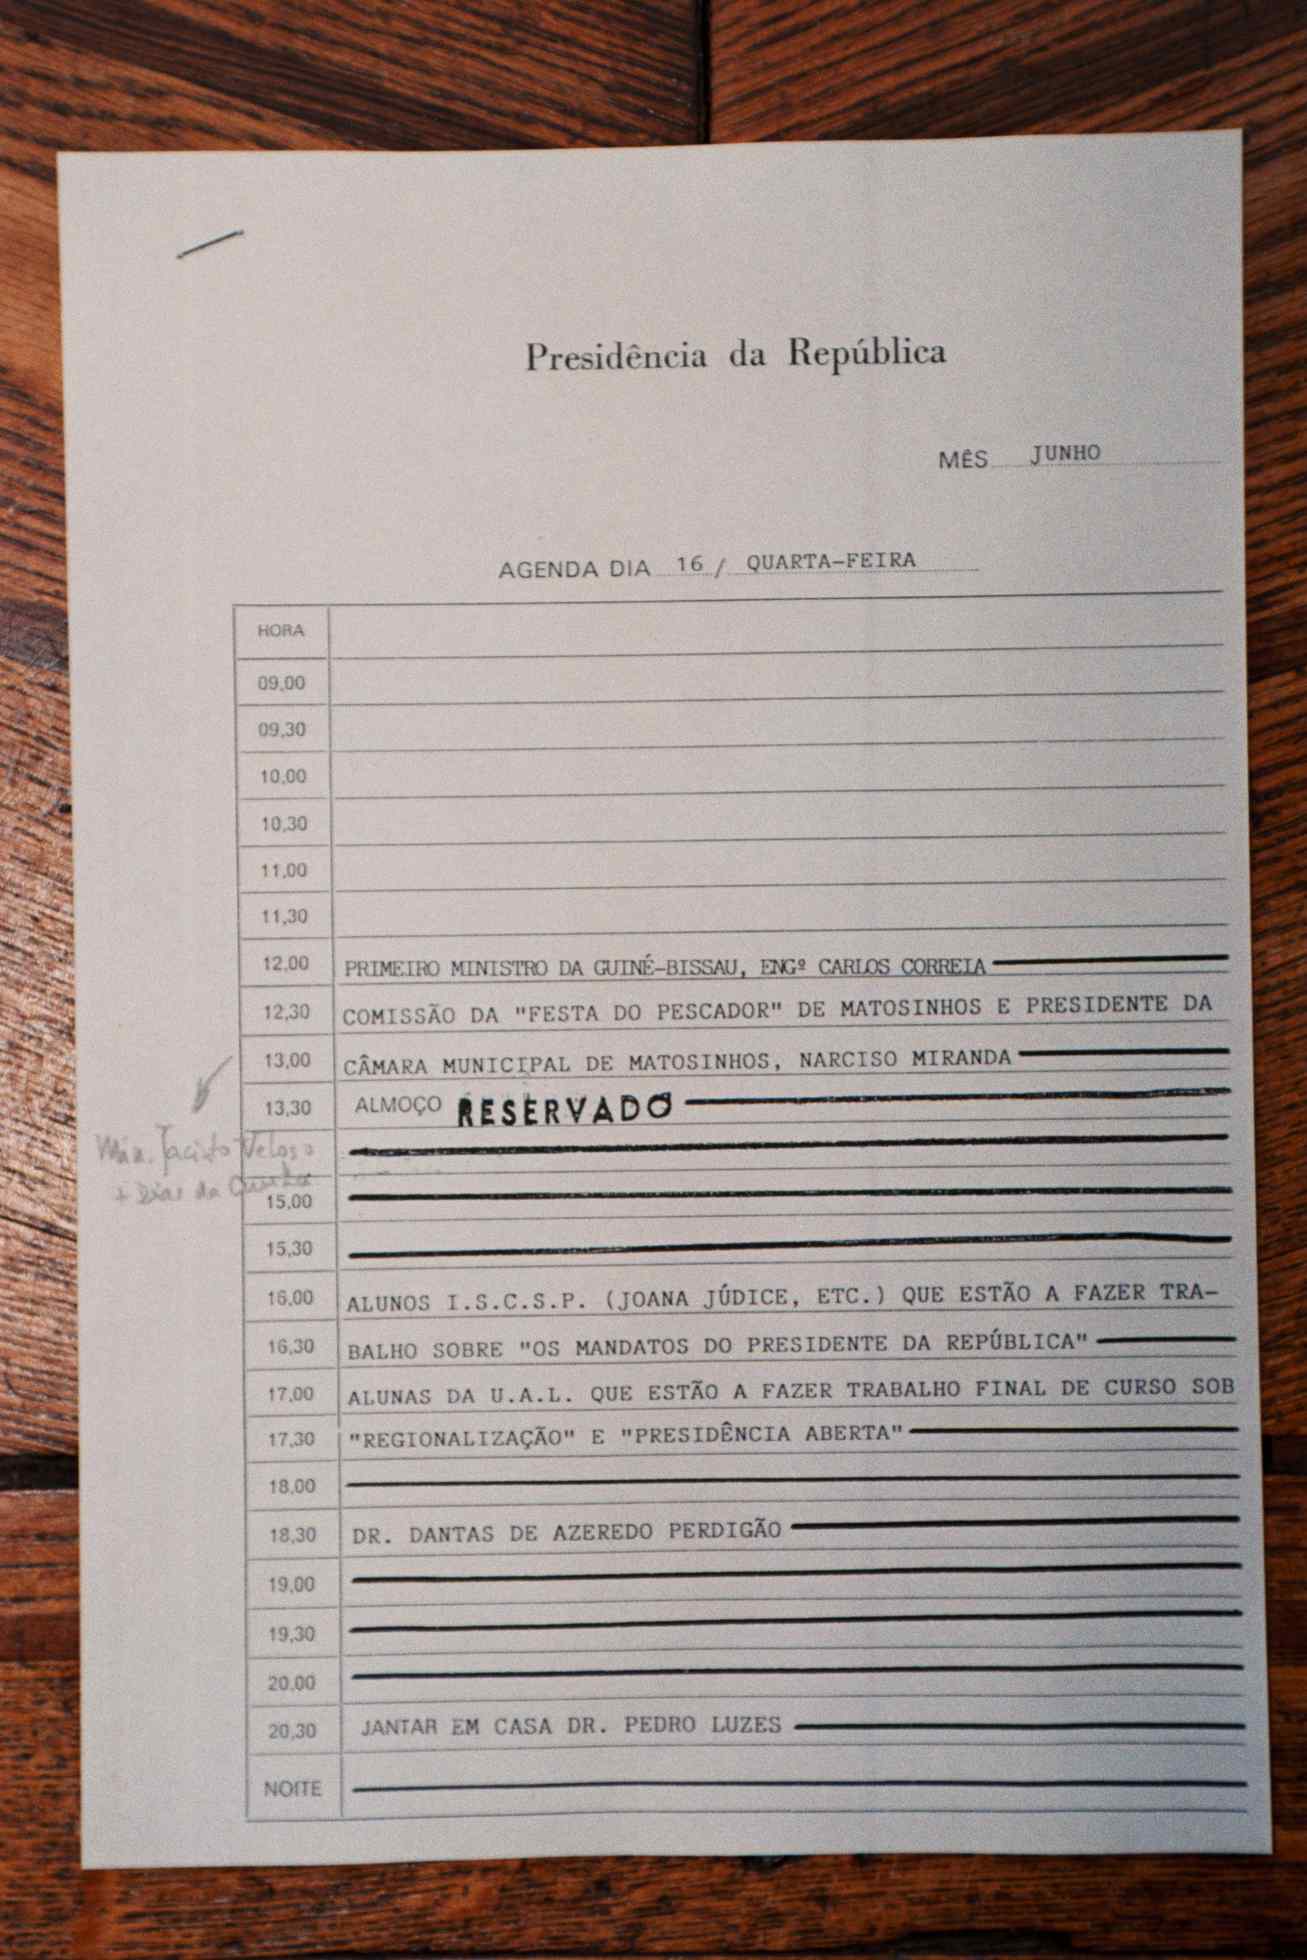 Presidência da República
MÊS JUNHO
AGENDA DIA 16 / QUARTA-FEIRA
HORA
09,00
09,30
10,00
10,30
11,00
11,30
12,00 PRIMEIRO MINISTRO DA GUINÉ-BISSAU, ENGº CARLOS CORREIA
12,30 COMISSÃO DA "FESTA DO PESCADOR" DE MATOSINHOS E PRESIDENTE DA
13,00 CÂMARA MUNICIPAL DE MATOSINHOS, NARCISO MIRANDA
13,30 ALMOÇO RESERVADO
Min. Jacinto Veloso
+ Dias da Cunha
15,00
15,30
16,00 ALUNOS I.S.C.S.P. (JOANA JÚDICE, ETC.) QUE ESTÃO A FAZER TRA-
16,30 BALHO SOBRE "OS MANDATOS DO PRESIDENTE DA REPÚBLICA"
17,00 ALUNAS DA U.A.L. QUE ESTÃO A FAZER TRABALHO FINAL DE CURSO SOB
17,30 "REGIONALIZAÇÃO" E "PRESIDÊNCIA ABERTA"
18,00
18,30 DR. DANTAS DE AZEREDO PERDIGÃO
19,00
19,30
20,00
20,30 JANTAR EM CASA DR. PEDRO LUZES
NOITE